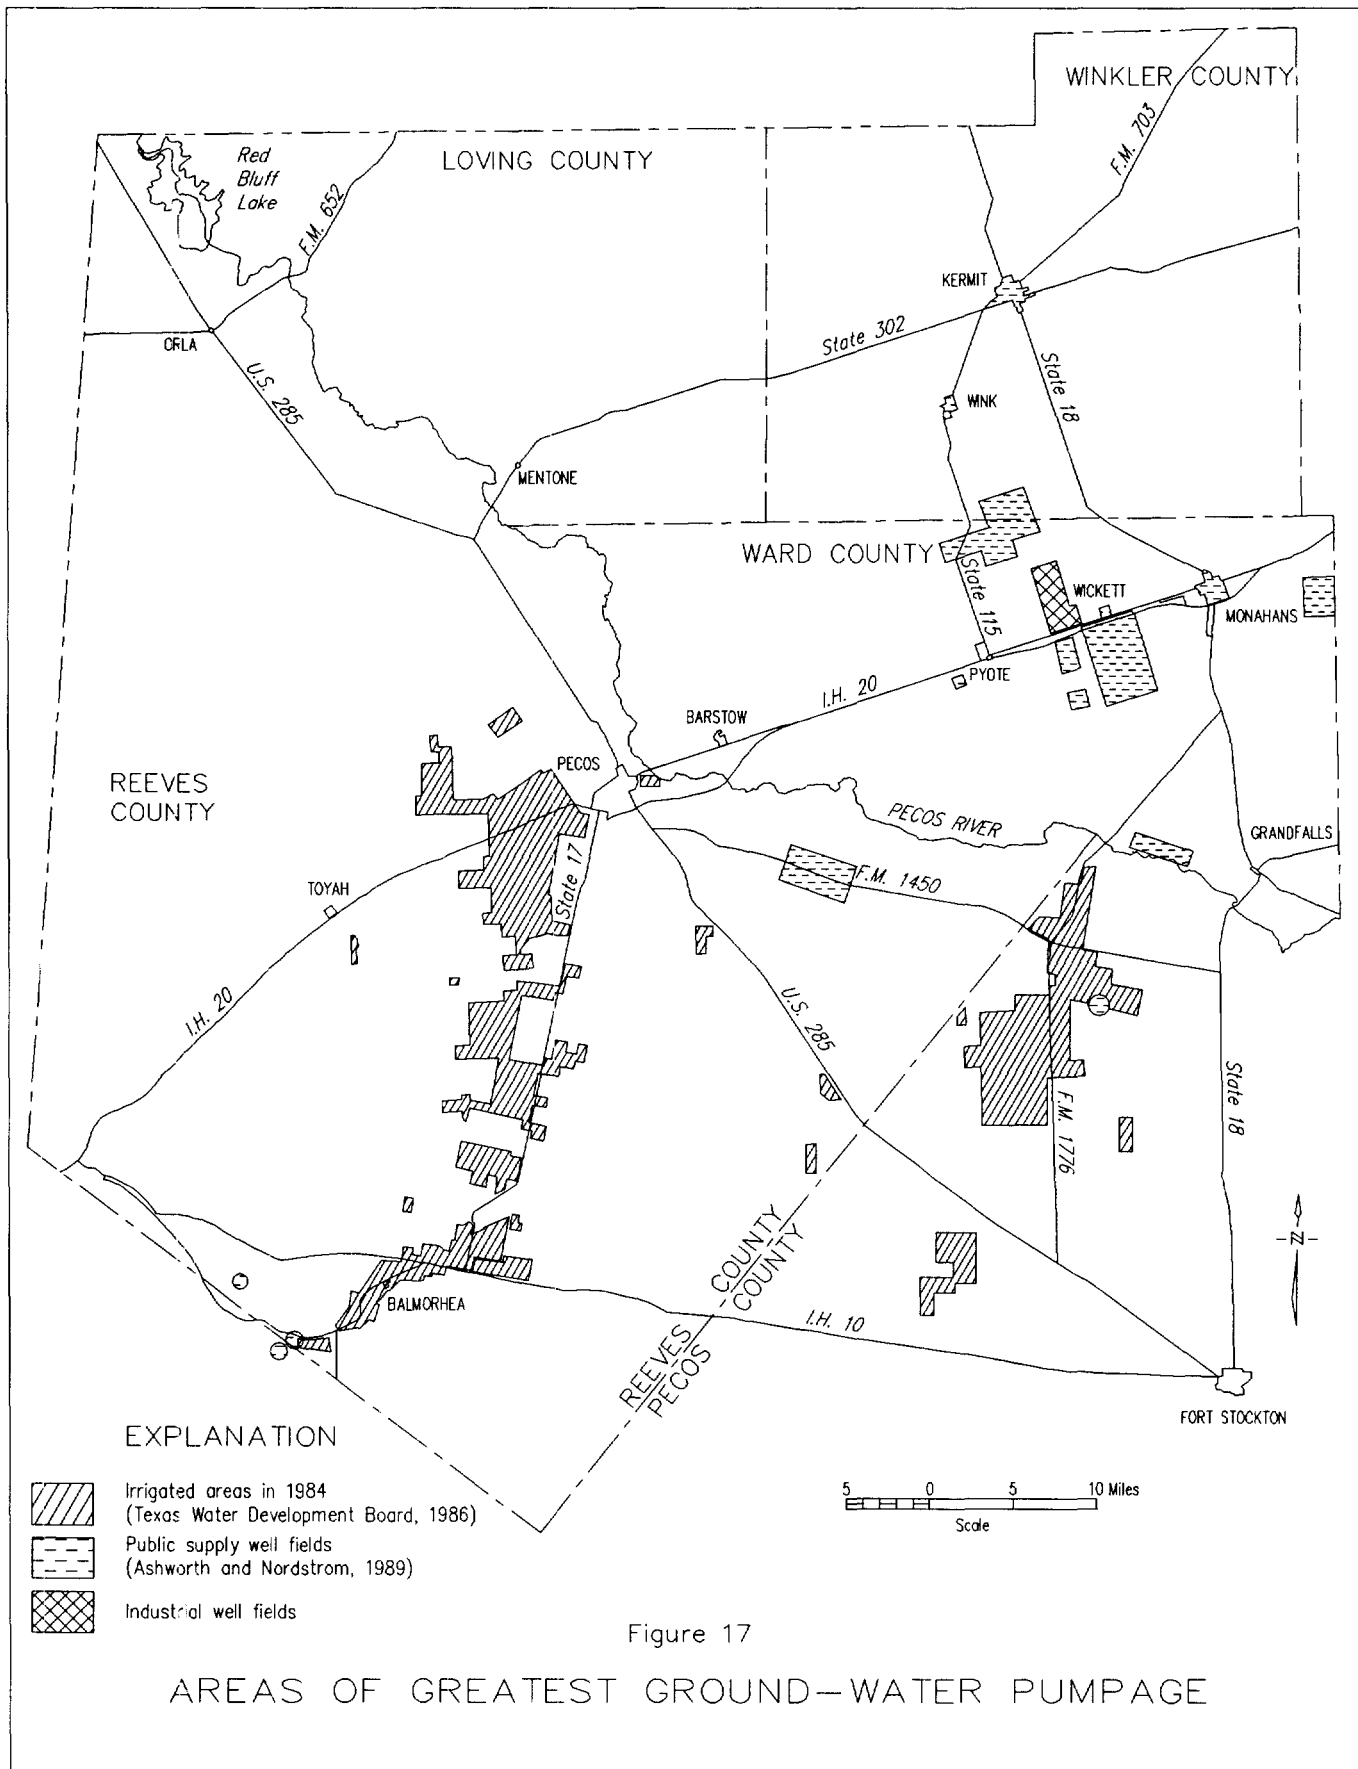 WINKLER COUNTY
F.M. 703
LOVING COUNTY
Red
Bluff
Lake
F.M. 652
KERMIT
State 302
ORLA
U.S. 285
State 18
WINK
MENTONE
WARD COUNTY
State 115
WICKETT
MONAHANS
PYOTE
I.H. 20
BARSTOW
PECOS
REEVES
COUNTY
PECOS RIVER
GRANDFALLS
State 17
F.M. 1450
TOYAH
I.H. 20
U.S. 285
State 18
F.M. 1776
N
REEVES COUNTY
PECOS COUNTY
BALMORHEA
I.H. 10
FORT STOCKTON
EXPLANATION
Irrigated areas in 1984
(Texas Water Development Board, 1986)
Public supply well fields
(Ashworth and Nordstrom, 1989)
Industrial well fields
5 0 5 10 Miles
Scale
Figure 17
AREAS OF GREATEST GROUND-WATER PUMPAGE